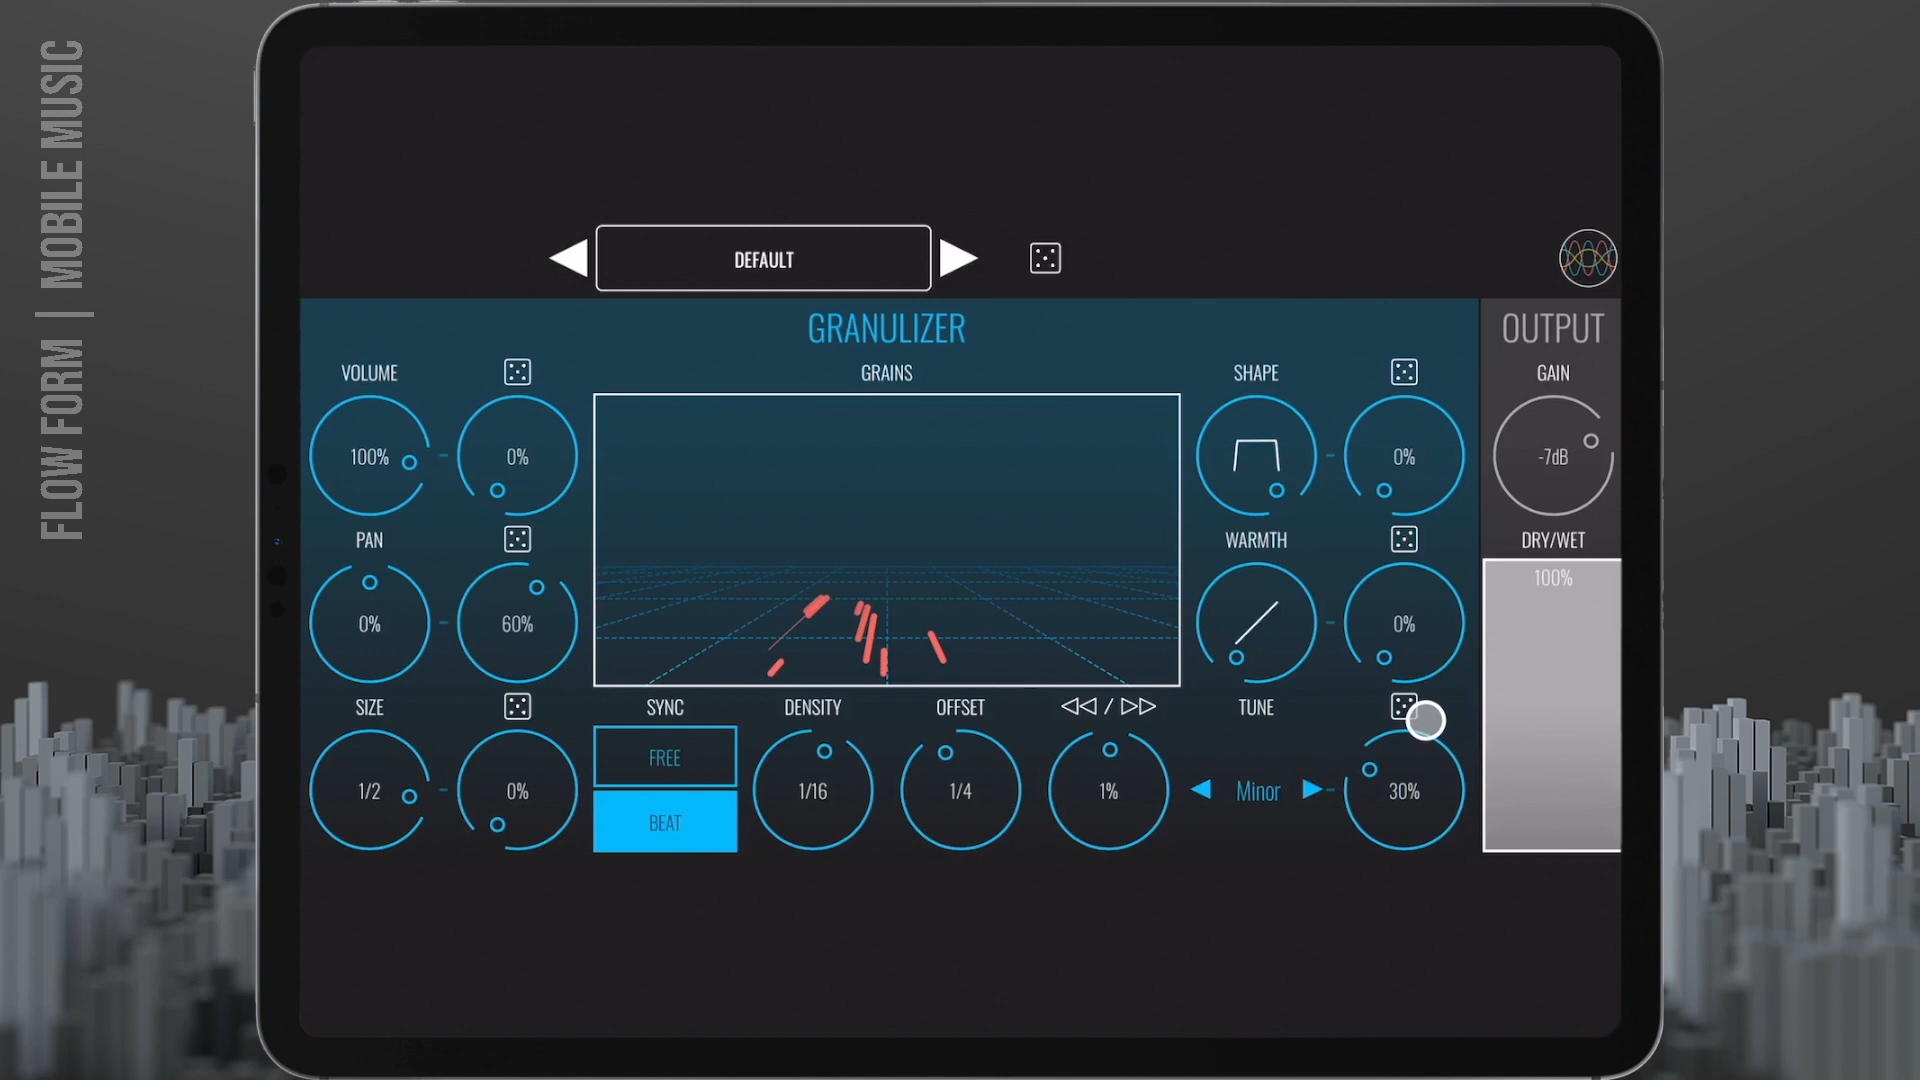 FLOW FORM | MOBILE MUSIC
DEFAULT
GRANULIZER
OUTPUT
VOLUME
GRAINS
SHAPE
GAIN
100%
0%
0%
-7dB
PAN
WARMTH
DRY/WET
100%
0%
60%
0%
SIZE
SYNC
DENSITY
OFFSET
/
TUNE
FREE
1/2
0%
1/16
1/4
1%
Minor
30%
BEAT